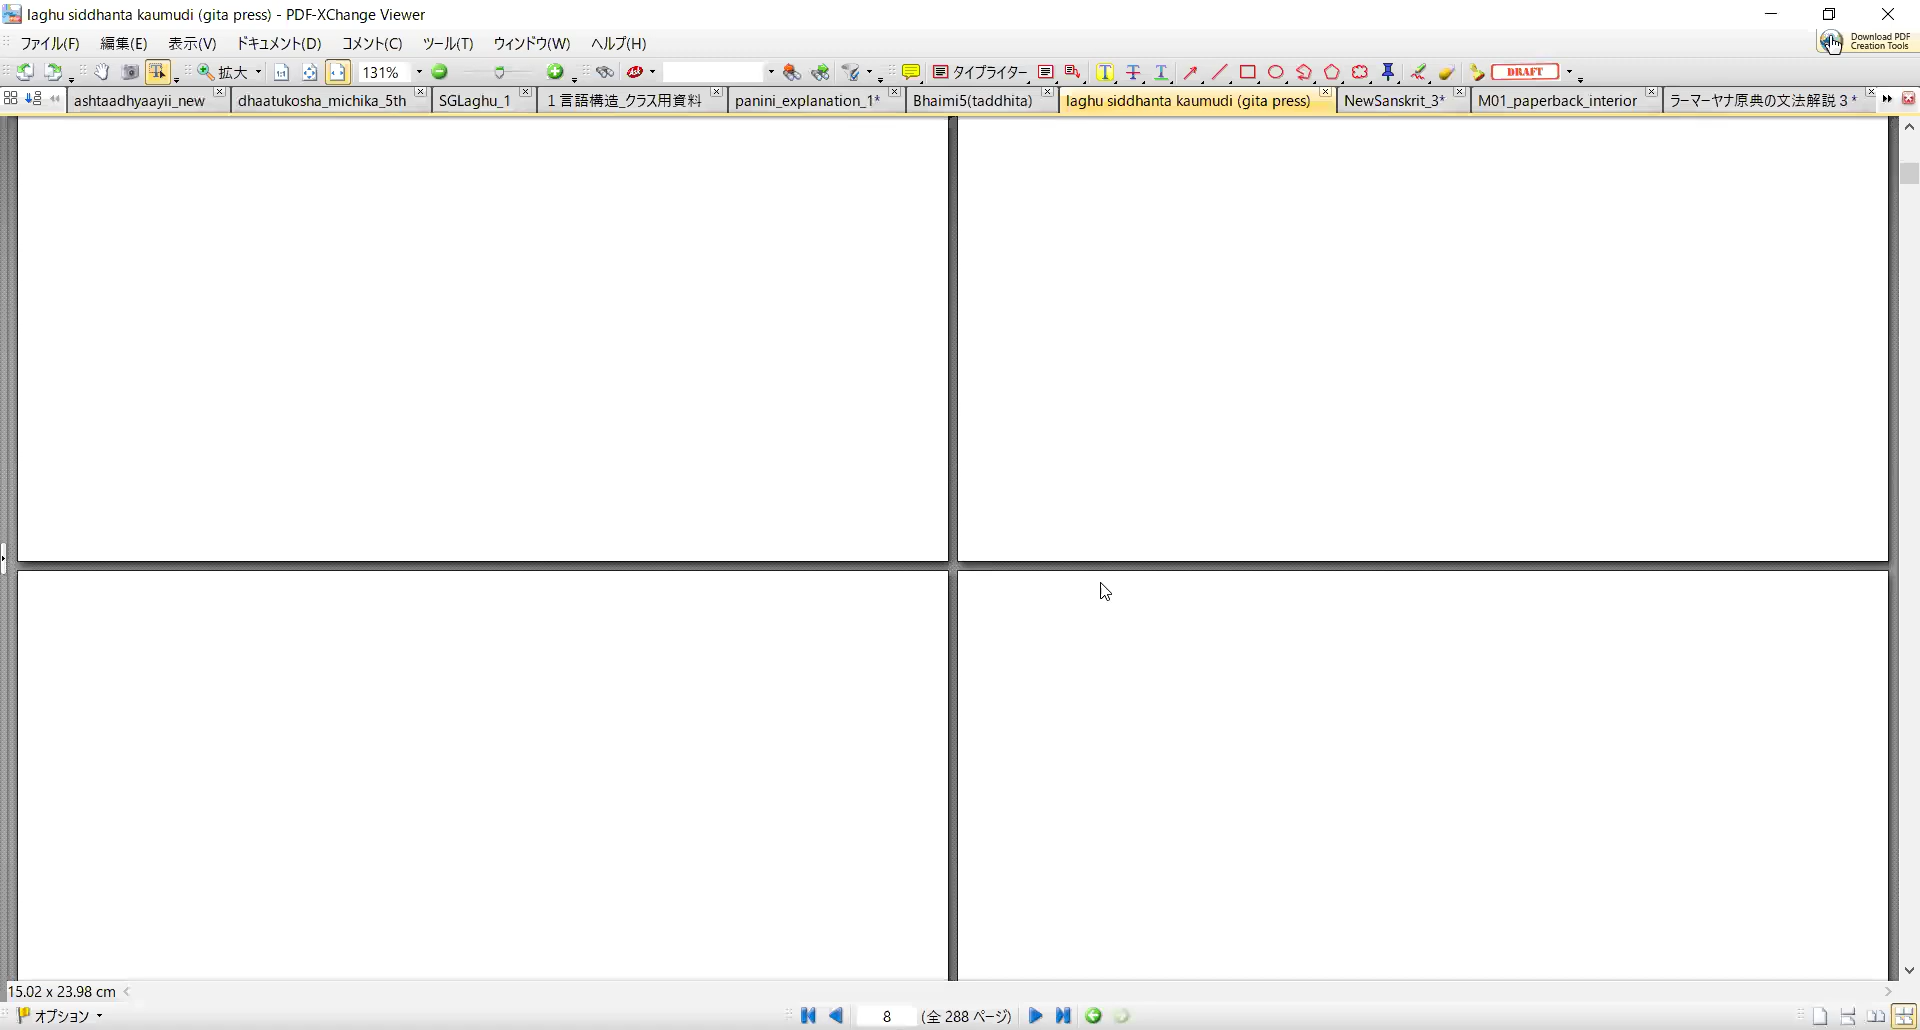 laghu siddhanta kaumudi (gita press) - PDF-XChange Viewer
ファイル(F) 編集(E) 表示(V) ドキュメント(D) コメント(C) ツール(T) ウィンドウ(W) ヘルプ(H)
Download PDF
Creation Tools
拡大 131% タイプライター DRAFT
ashtaadhyaayii_new dhaatukosha_michika_5th SGLaghu_1 1 言語構造_クラス用資料 panini_explanation_1* Bhaimi5(taddhita) laghu siddhanta kaumudi (gita press) NewSanskrit_3* M01_paperback_interior ラーマーヤナ原典の文法解説 3 *
15.02 x 23.98 cm
オプション 8 (全 288 ページ)